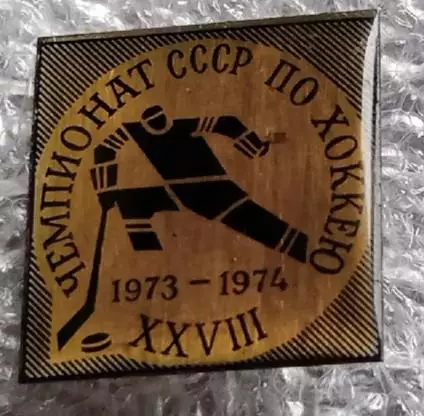 ЧЕМПИОНАТ СССР ПО ХОККЕЮ
1973-1974
XXVIII